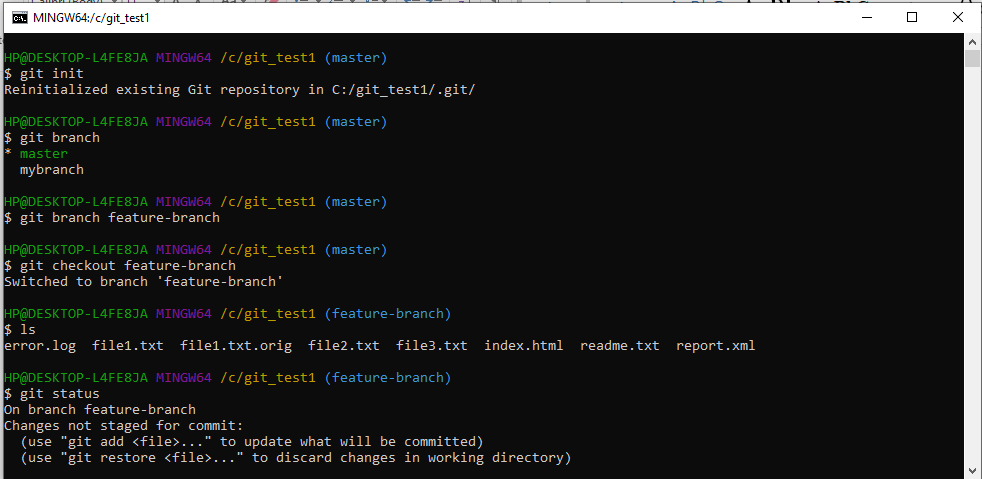 MINGW64:/c/git_test1
HP@DESKTOP-L4FE8JA MINGW64 /c/git_test1 (master)
$ git init
Reinitialized existing Git repository in C:/git_test1/.git/
HP@DESKTOP-L4FE8JA MINGW64 /c/git_test1 (master)
$ git branch
* master
  mybranch
HP@DESKTOP-L4FE8JA MINGW64 /c/git_test1 (master)
$ git branch feature-branch
HP@DESKTOP-L4FE8JA MINGW64 /c/git_test1 (master)
$ git checkout feature-branch
Switched to branch 'feature-branch'
HP@DESKTOP-L4FE8JA MINGW64 /c/git_test1 (feature-branch)
$ ls
error.log  file1.txt  file1.txt.orig  file2.txt  file3.txt  index.html  readme.txt  report.xml
HP@DESKTOP-L4FE8JA MINGW64 /c/git_test1 (feature-branch)
$ git status
On branch feature-branch
Changes not staged for commit:
  (use "git add <file>..." to update what will be committed)
  (use "git restore <file>..." to discard changes in working directory)